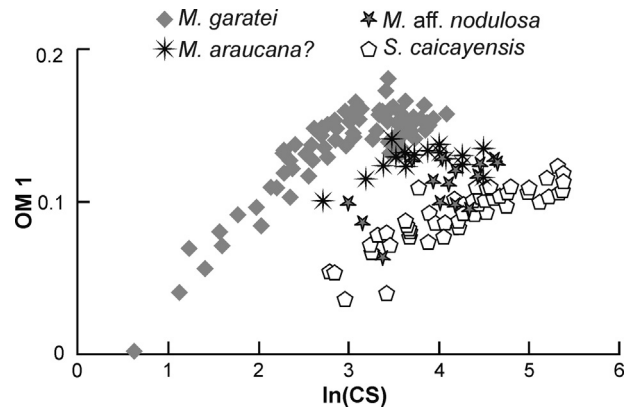 M. garatei
M. aff. nodulosa
M. araucana?
S. caicayensis
0.2
OM 1
0.1
0
0 1 2 3 4 5 6
ln(CS)